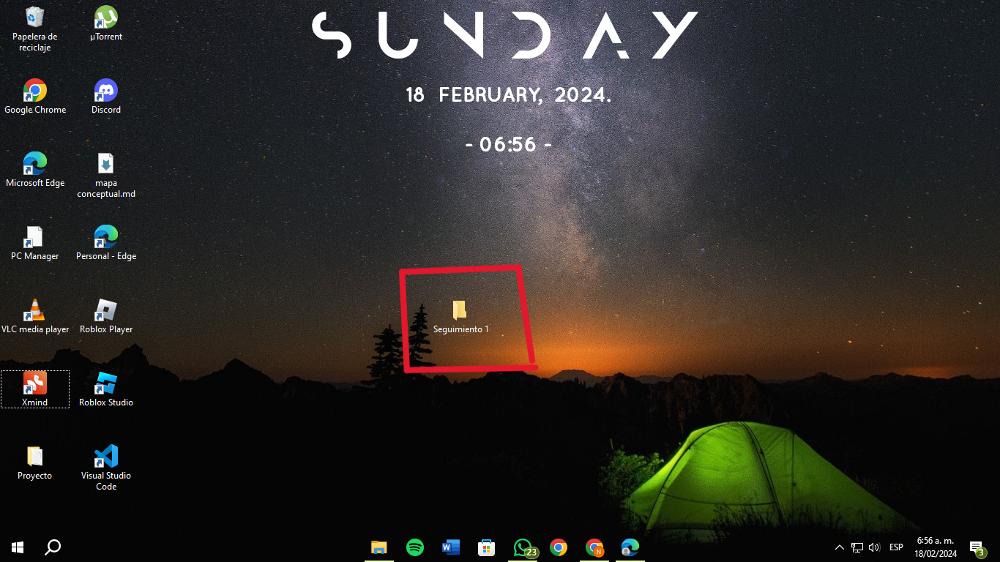 SUNDAY
18 FEBRUARY, 2024.
- 06:56 -
Papelera de
reciclaje
µTorrent
Google Chrome
Discord
Microsoft Edge
mapa
conceptual.md
PC Manager
Personal - Edge
VLC media player
Roblox Player
Seguimiento 1
Xmind
Roblox Studio
Proyecto
Visual Studio
Code
W
23
N
ESP
6:56 a. m.
18/02/2024
3